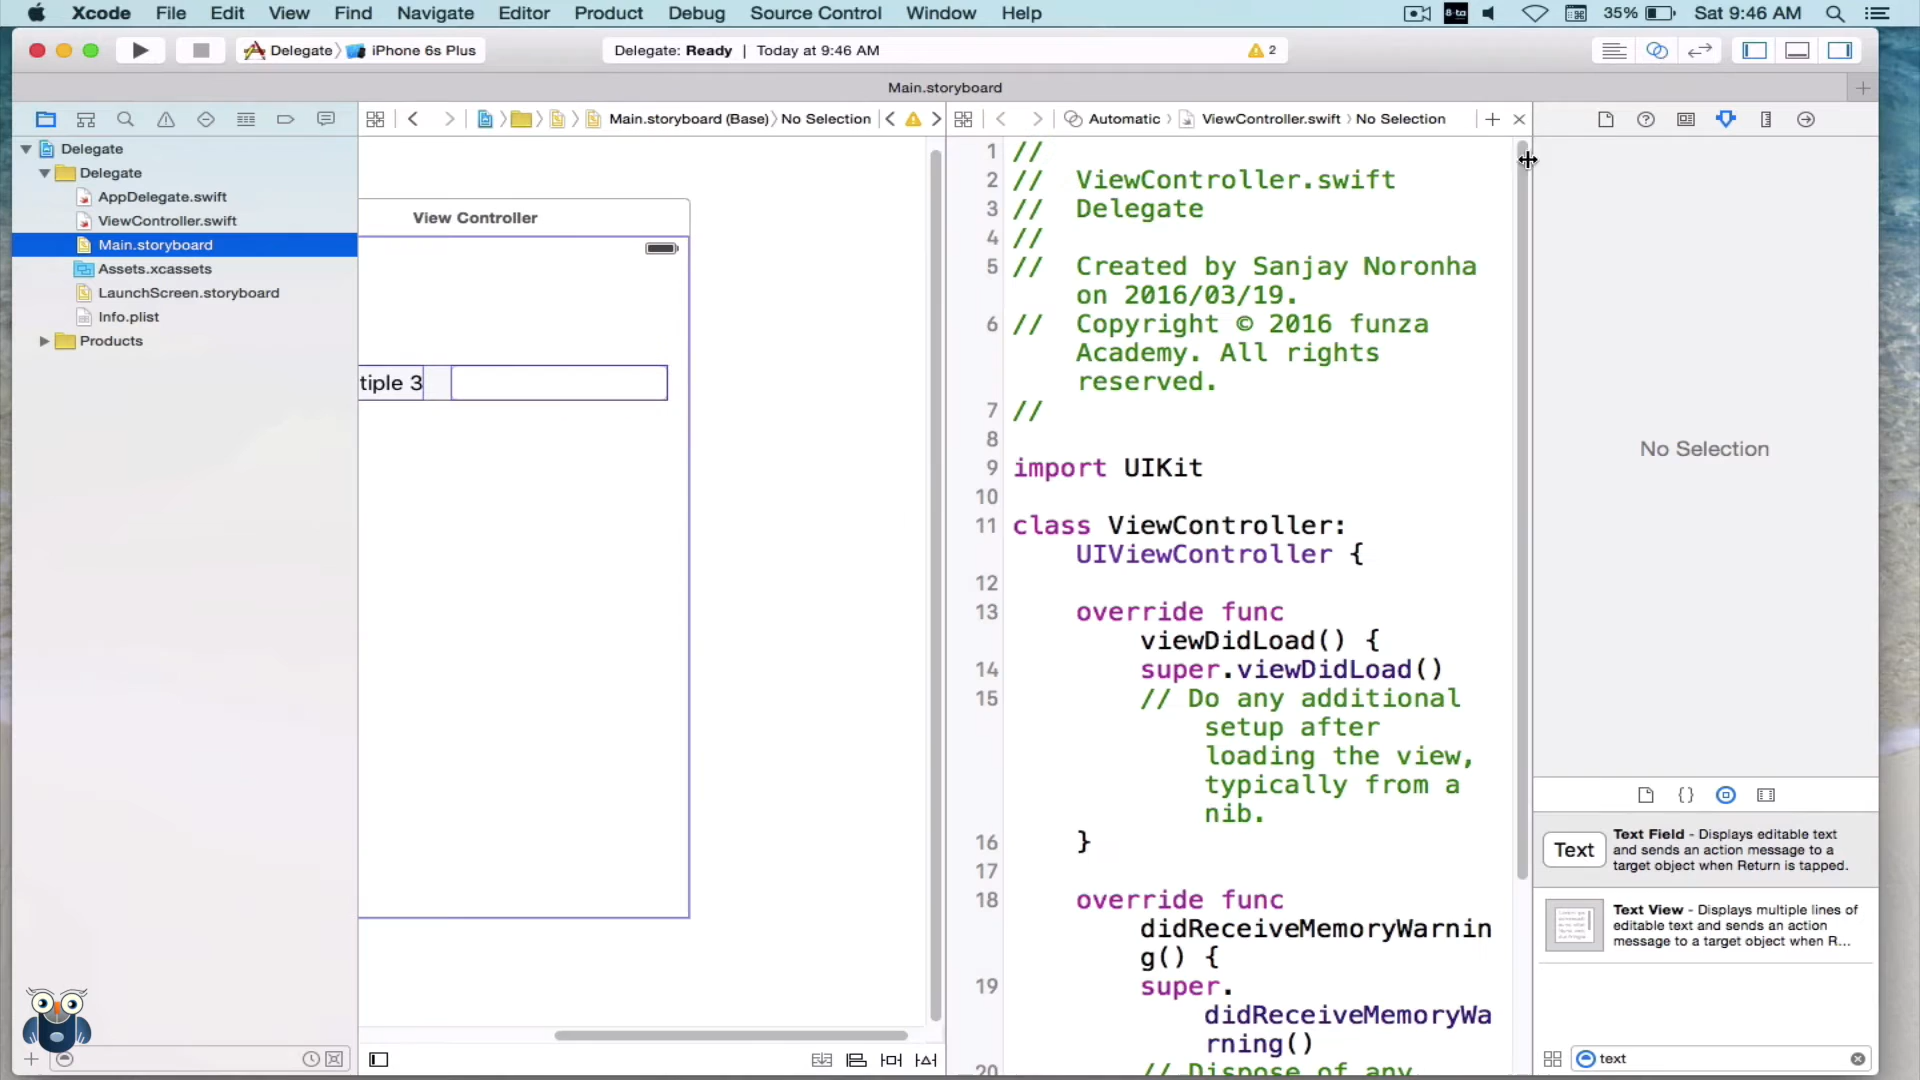 Xcode File Edit View Find Navigate Editor Product Debug Source Control Window Help 35% Sat 9:46 AM
Delegate iPhone 6s Plus Delegate: Ready | Today at 9:46 AM 2
Main.storyboard
Main.storyboard (Base) No Selection Automatic ViewController.swift No Selection
Delegate
Delegate
AppDelegate.swift
ViewController.swift
Main.storyboard
Assets.xcassets
LaunchScreen.storyboard
Info.plist
Products
View Controller
tiple 3
1 //
2 // ViewController.swift
3 // Delegate
4 //
5 // Created by Sanjay Noronha
on 2016/03/19.
6 // Copyright © 2016 funza
Academy. All rights
reserved.
7 //
8
9 import UIKit
10
11 class ViewController:
UIViewController {
12
13 override func
viewDidLoad() {
14 super.viewDidLoad()
15 // Do any additional
setup after
loading the view,
typically from a
nib.
16 }
17
18 override func
didReceiveMemoryWarnin
g() {
19 super.
didReceiveMemoryWa
rning()
20 // Dispose of any
No Selection
{}
Text
Text Field - Displays editable text
and sends an action message to a
target object when Return is tapped.
Text View - Displays multiple lines of
editable text and sends an action
message to a target object when R...
text